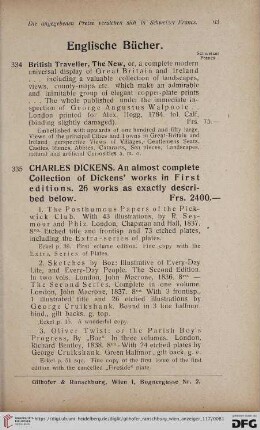 Die angegebenen Preise verstehen sich in Schweizer Francs.
Englische Bücher.
Schweizer
Francs
334 British Traveller, The New, or, a complete modern
universal display of Great Britain and Ireland
... including a valuable collection of landscapes,
views, county-maps etc. which make an admirable
and labitable group of elegant copper-plate cuts
... The whole published under the immediate in-
spection of George Augustus Walpoole ...
London printed for Alex. Hogg, 1784. fol Calf.
(binding slightly damaged). Frs. 15.—
Embellished with upwards of one hundred and fifty large
Views of the principal Cities and Towns in Great-Britain and
Ireland perspective Views of Villages, Gentlemens Seats,
Castles, Abbies, Caverns, Sea Views, Landscapes,
natural and artificial Curiosities a. m. o.
335 CHARLES DICKENS. An almost complete
Collection of Dickens' works in First
editions. 26 works as exactly descri-
bed below. Frs. 2400.—
1. The Posthumous Papers of the Pick-
wick Club. With 43 illustrations, by R. Sey-
mour and Phiz. London, Chapman and Hall, 1837.
8vo. Etched title and frontisp. and 73 etched plates,
including the Extra-series of plates.
Eckel p. 38. First edition. First copy with the
Extra. Series of Plates.
2. Sketches by Boz: Illustrative of Every-Day
Life, and Every-Day People. The Second Edition.
In two vols. London, John Macrone, 1836. 8vo —
The Second Series. Complete in one volume
London, John Macrone, 1837. 8vo With 3 frontisp.,
1 illustrated title and 26 etched illustrations by
George Cruikshank. Bound in 3 fine halfmor.
bind., gilt backs, g. top.
Eckel p. 15. A wonderful copy.
3. Oliver Twist; or the Parish Boy's
Progress. By „Boz". In three volumes. London,
Richard Bentley, 1838. 8vo. With 24 etched plates by
George Cruikshank. Green Halfmor., gilt back, g. e.
Eckel p. 51 sqq. Fine copy, of the first issue of the first
edition with the cancelled „Fireside" plate.
Gilhofer & Ranschburg, Wien I, Bognergasse Nr. 2.
DFG